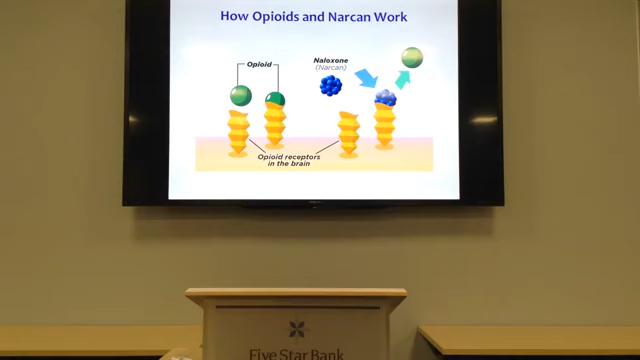 How Opioids and Narcan Work
Opioid
Naloxone
(Narcan)
Opioid receptors
in the brain
Five Star Bank